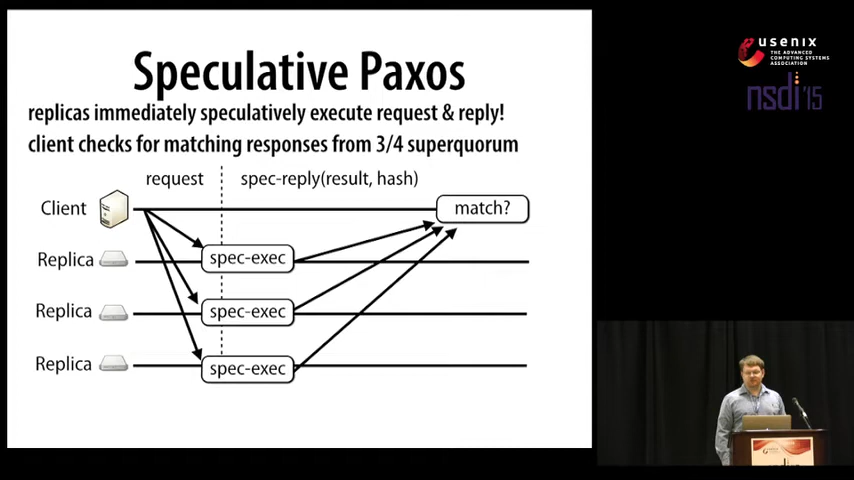 Speculative Paxos
replicas immediately speculatively execute request & reply!
client checks for matching responses from 3/4 superquorum
request
spec-reply(result, hash)
Client
match?
Replica
spec-exec
Replica
spec-exec
Replica
spec-exec
usenix
THE ADVANCED
COMPUTING SYSTEMS
ASSOCIATION
nsdi '15